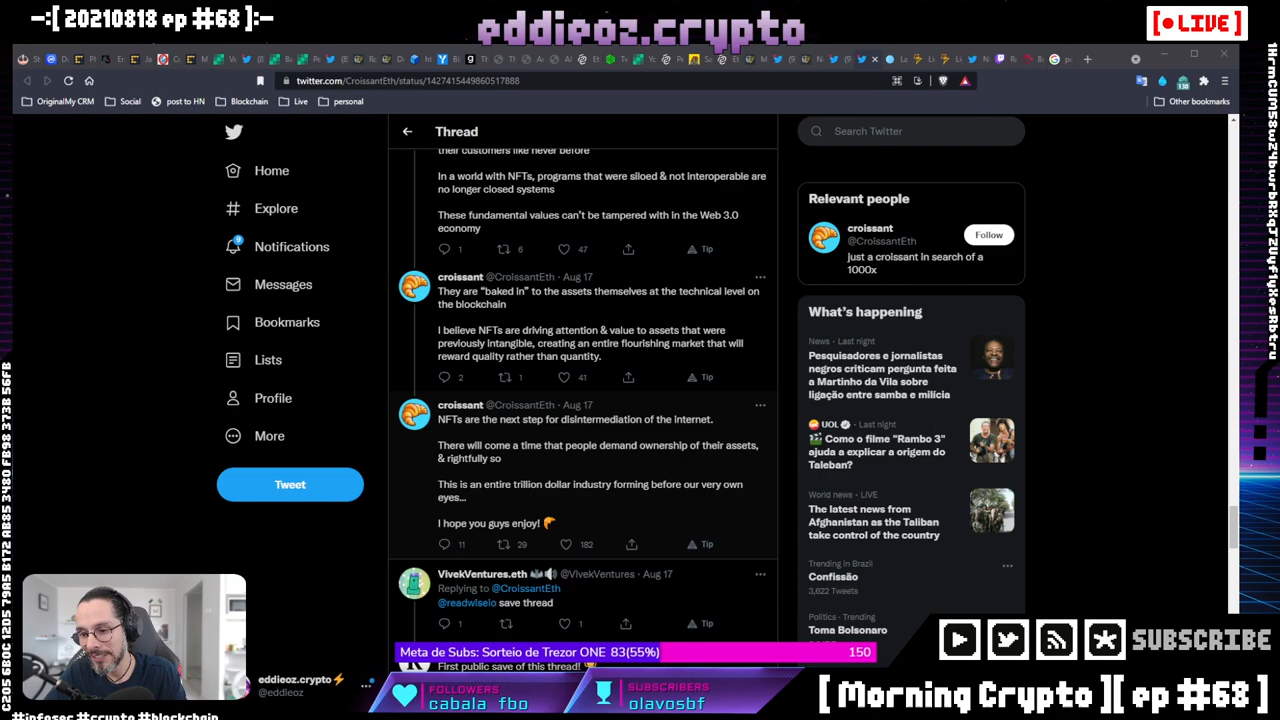 -:[ 20210818 ep #68 ]:-
eddieoz.crypto
[● LIVE]
twitter.com/CroissantEth/status/1427415449860517888
OriginalMy CRM
Social
post to HN
Blockchain
Live
personal
Other bookmarks
Home
Explore
Notifications
Messages
Bookmarks
Lists
Profile
More
Tweet
eddieoz.crypto⚡
@eddieoz
Thread
their customers like never before
In a world with NFTs, programs that were siloed & not interoperable are
no longer closed systems
These fundamental values can't be tampered with in the Web 3.0
economy
1 6 47 Tip
croissant @CroissantEth · Aug 17
They are "baked in" to the assets themselves at the technical level on
the blockchain
I believe NFTs are driving attention & value to assets that were
previously intangible, creating an entire flourishing market that will
reward quality rather than quantity.
2 1 41 Tip
croissant @CroissantEth · Aug 17
NFTs are the next step for disintermediation of the internet.
There will come a time that people demand ownership of their assets,
& rightfully so
This is an entire trillion dollar industry forming before our very own
eyes...
I hope you guys enjoy! 🥐
11 29 182 Tip
VivekVentures.eth @VivekVentures · Aug 17
Replying to @CroissantEth
@readwiseio save thread
1 1 Tip
First public save of this thread!
Search Twitter
Relevant people
croissant
@CroissantEth
Follow
just a croissant in search of a
1000x
What's happening
News · Last night
Pesquisadores e jornalistas
negros criticam pergunta feita
a Martinho da Vila sobre
ligação entre samba e milícia
UOL · Last night
🎬 Como o filme "Rambo 3"
ajuda a explicar a origem do
Taleban?
World news · LIVE
The latest news from
Afghanistan as the Taliban
take control of the country
Trending in Brazil
Confissão
3,622 Tweets
Politics · Trending
Toma Bolsonaro
Meta de Subs: Sorteio de Trezor ONE 83(55%)
150
FOLLOWERS
cabala_fbo
SUBSCRIBERS
olavosbf
SUBSCRIBE
[ Morning Crypto ][ ep #68 ]
#infosec #crypto #blockchain